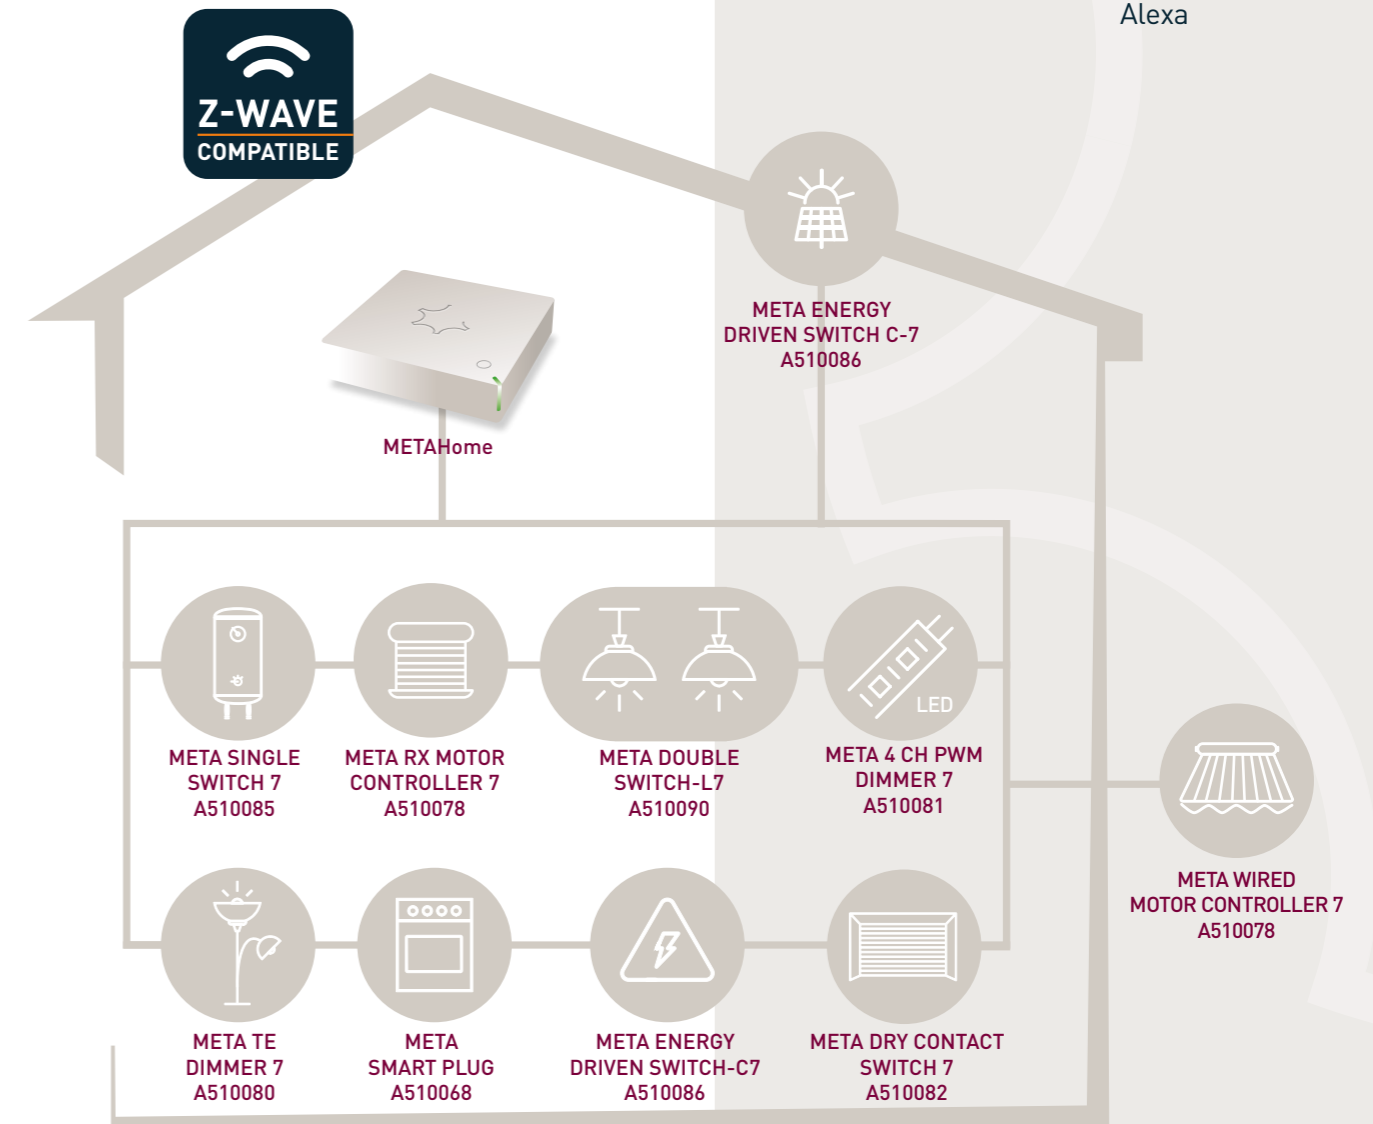 Alexa
Z-WAVE
COMPATIBLE
META ENERGY
DRIVEN SWITCH C-7
A510086
METAHome
LED
META SINGLE
SWITCH 7
A510085
META RX MOTOR
CONTROLLER 7
A510078
META DOUBLE
SWITCH-L7
A510090
META 4 CH PWM
DIMMER 7
A510081
META WIRED
MOTOR CONTROLLER 7
A510078
META TE
DIMMER 7
A510080
META
SMART PLUG
A510068
META ENERGY
DRIVEN SWITCH-C7
A510086
META DRY CONTACT
SWITCH 7
A510082